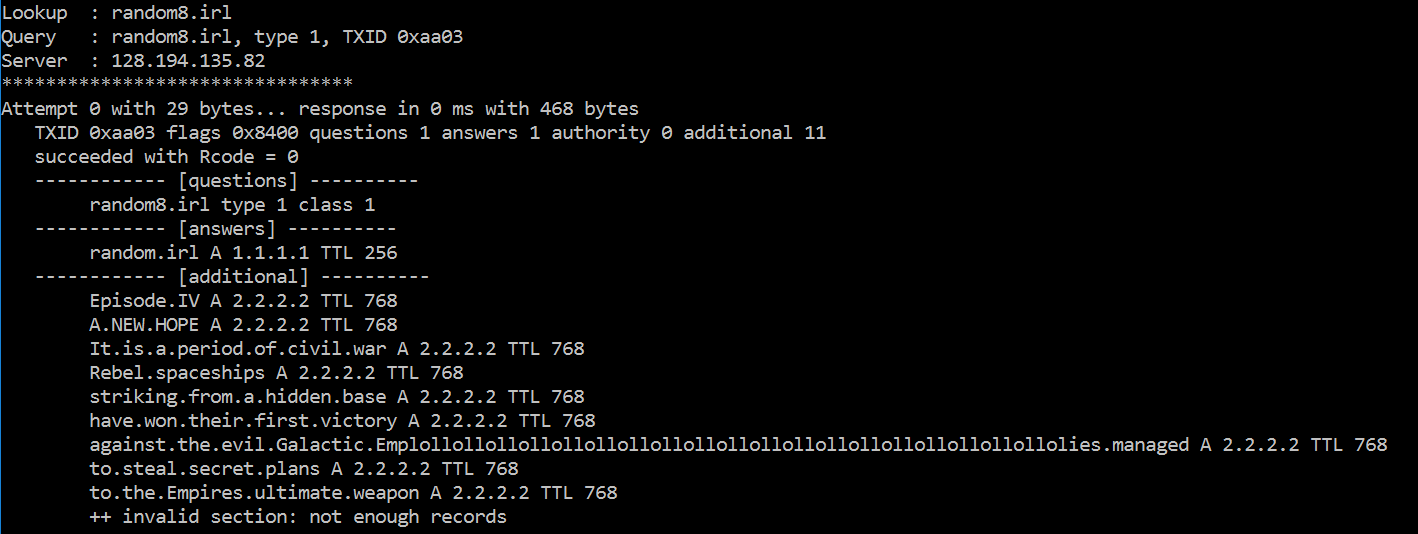 Lookup  : random8.irl
Query   : random8.irl, type 1, TXID 0xaa03
Server  : 128.194.135.82
********************************
Attempt 0 with 29 bytes... response in 0 ms with 468 bytes
   TXID 0xaa03 flags 0x8400 questions 1 answers 1 authority 0 additional 11
   succeeded with Rcode = 0
   ------------ [questions] ----------
        random8.irl type 1 class 1
   ------------ [answers] ----------
        random.irl A 1.1.1.1 TTL 256
   ------------ [additional] ----------
        Episode.IV A 2.2.2.2 TTL 768
        A.NEW.HOPE A 2.2.2.2 TTL 768
        It.is.a.period.of.civil.war A 2.2.2.2 TTL 768
        Rebel.spaceships A 2.2.2.2 TTL 768
        striking.from.a.hidden.base A 2.2.2.2 TTL 768
        have.won.their.first.victory A 2.2.2.2 TTL 768
        against.the.evil.Galactic.Emplollollollollollollollollollollollollollollollollollollollollolies.managed A 2.2.2.2 TTL 768
        to.steal.secret.plans A 2.2.2.2 TTL 768
        to.the.Empires.ultimate.weapon A 2.2.2.2 TTL 768
        ++ invalid section: not enough records